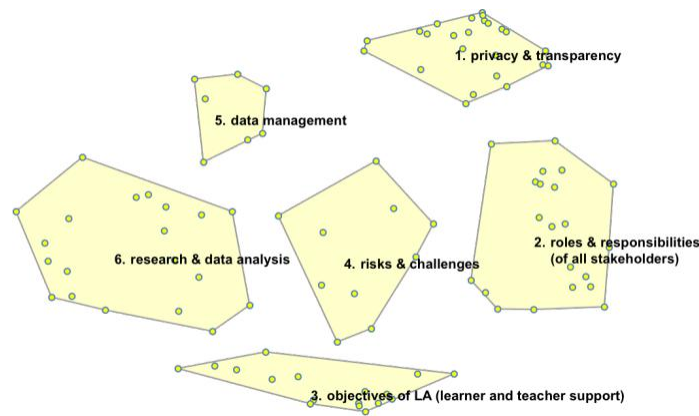 1. privacy & transparency
5. data management
2. roles & responsibilities
(of all stakeholders)
6. research & data analysis
4. risks & challenges
3. objectives of LA (learner and teacher support)